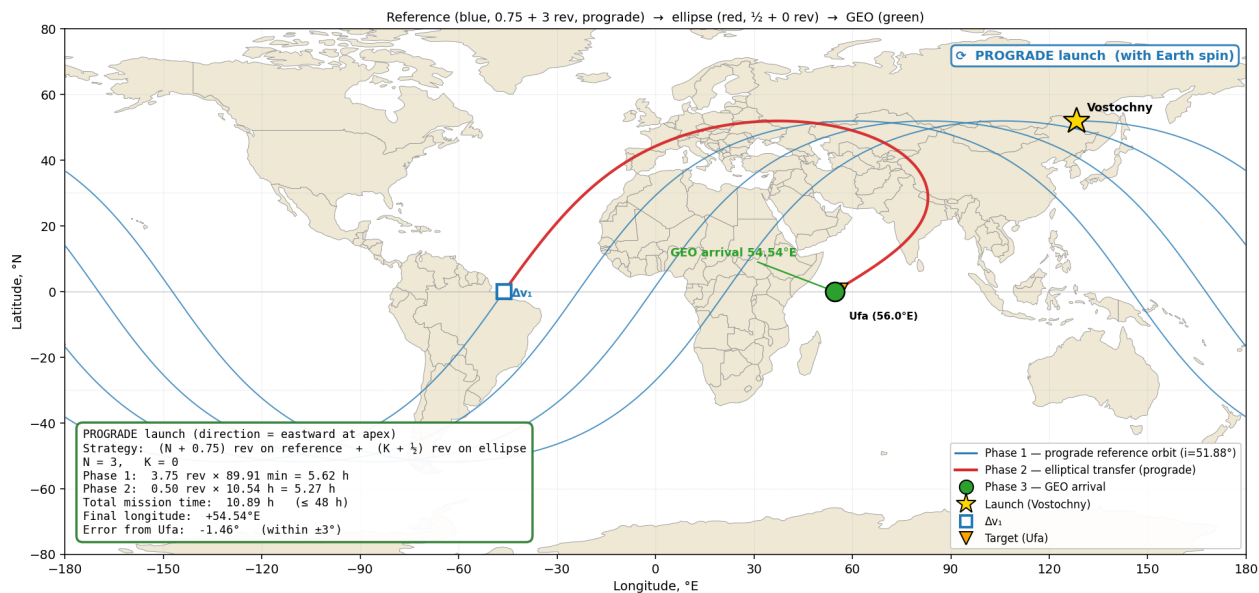 Reference (blue, 0.75 + 3 rev, prograde) → ellipse (red, ½ + 0 rev) → GEO (green)
80
60
40
20
0
−20
−40
−60
−80
Latitude, °N
⟳ PROGRADE launch (with Earth spin)
Vostochny
GEO arrival 54.54°E
Δv₁
Ufa (56.0°E)
PROGRADE launch (direction = eastward at apex)
Strategy: (N + 0.75) rev on reference + (K + ½) rev on ellipse
N = 3, K = 0
Phase 1: 3.75 rev × 89.91 min = 5.62 h
Phase 2: 0.50 rev × 10.54 h = 5.27 h
Total mission time: 10.89 h (≤ 48 h)
Final longitude: +54.54°E
Error from Ufa: -1.46° (within ±3°)
Phase 1 — prograde reference orbit (i=51.88°)
Phase 2 — elliptical transfer (prograde)
Phase 3 — GEO arrival
Launch (Vostochny)
Δv₁
Target (Ufa)
−180 −150 −120 −90 −60 −30 0 30 60 90 120 150 180
Longitude, °E